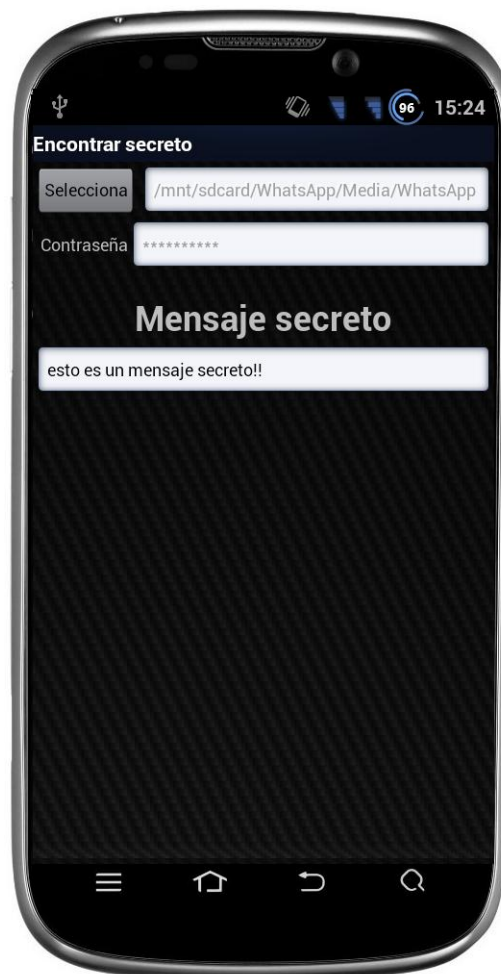 96 15:24
Encontrar secreto
Selecciona /mnt/sdcard/WhatsApp/Media/WhatsApp
Contraseña **********
Mensaje secreto
esto es un mensaje secreto!!